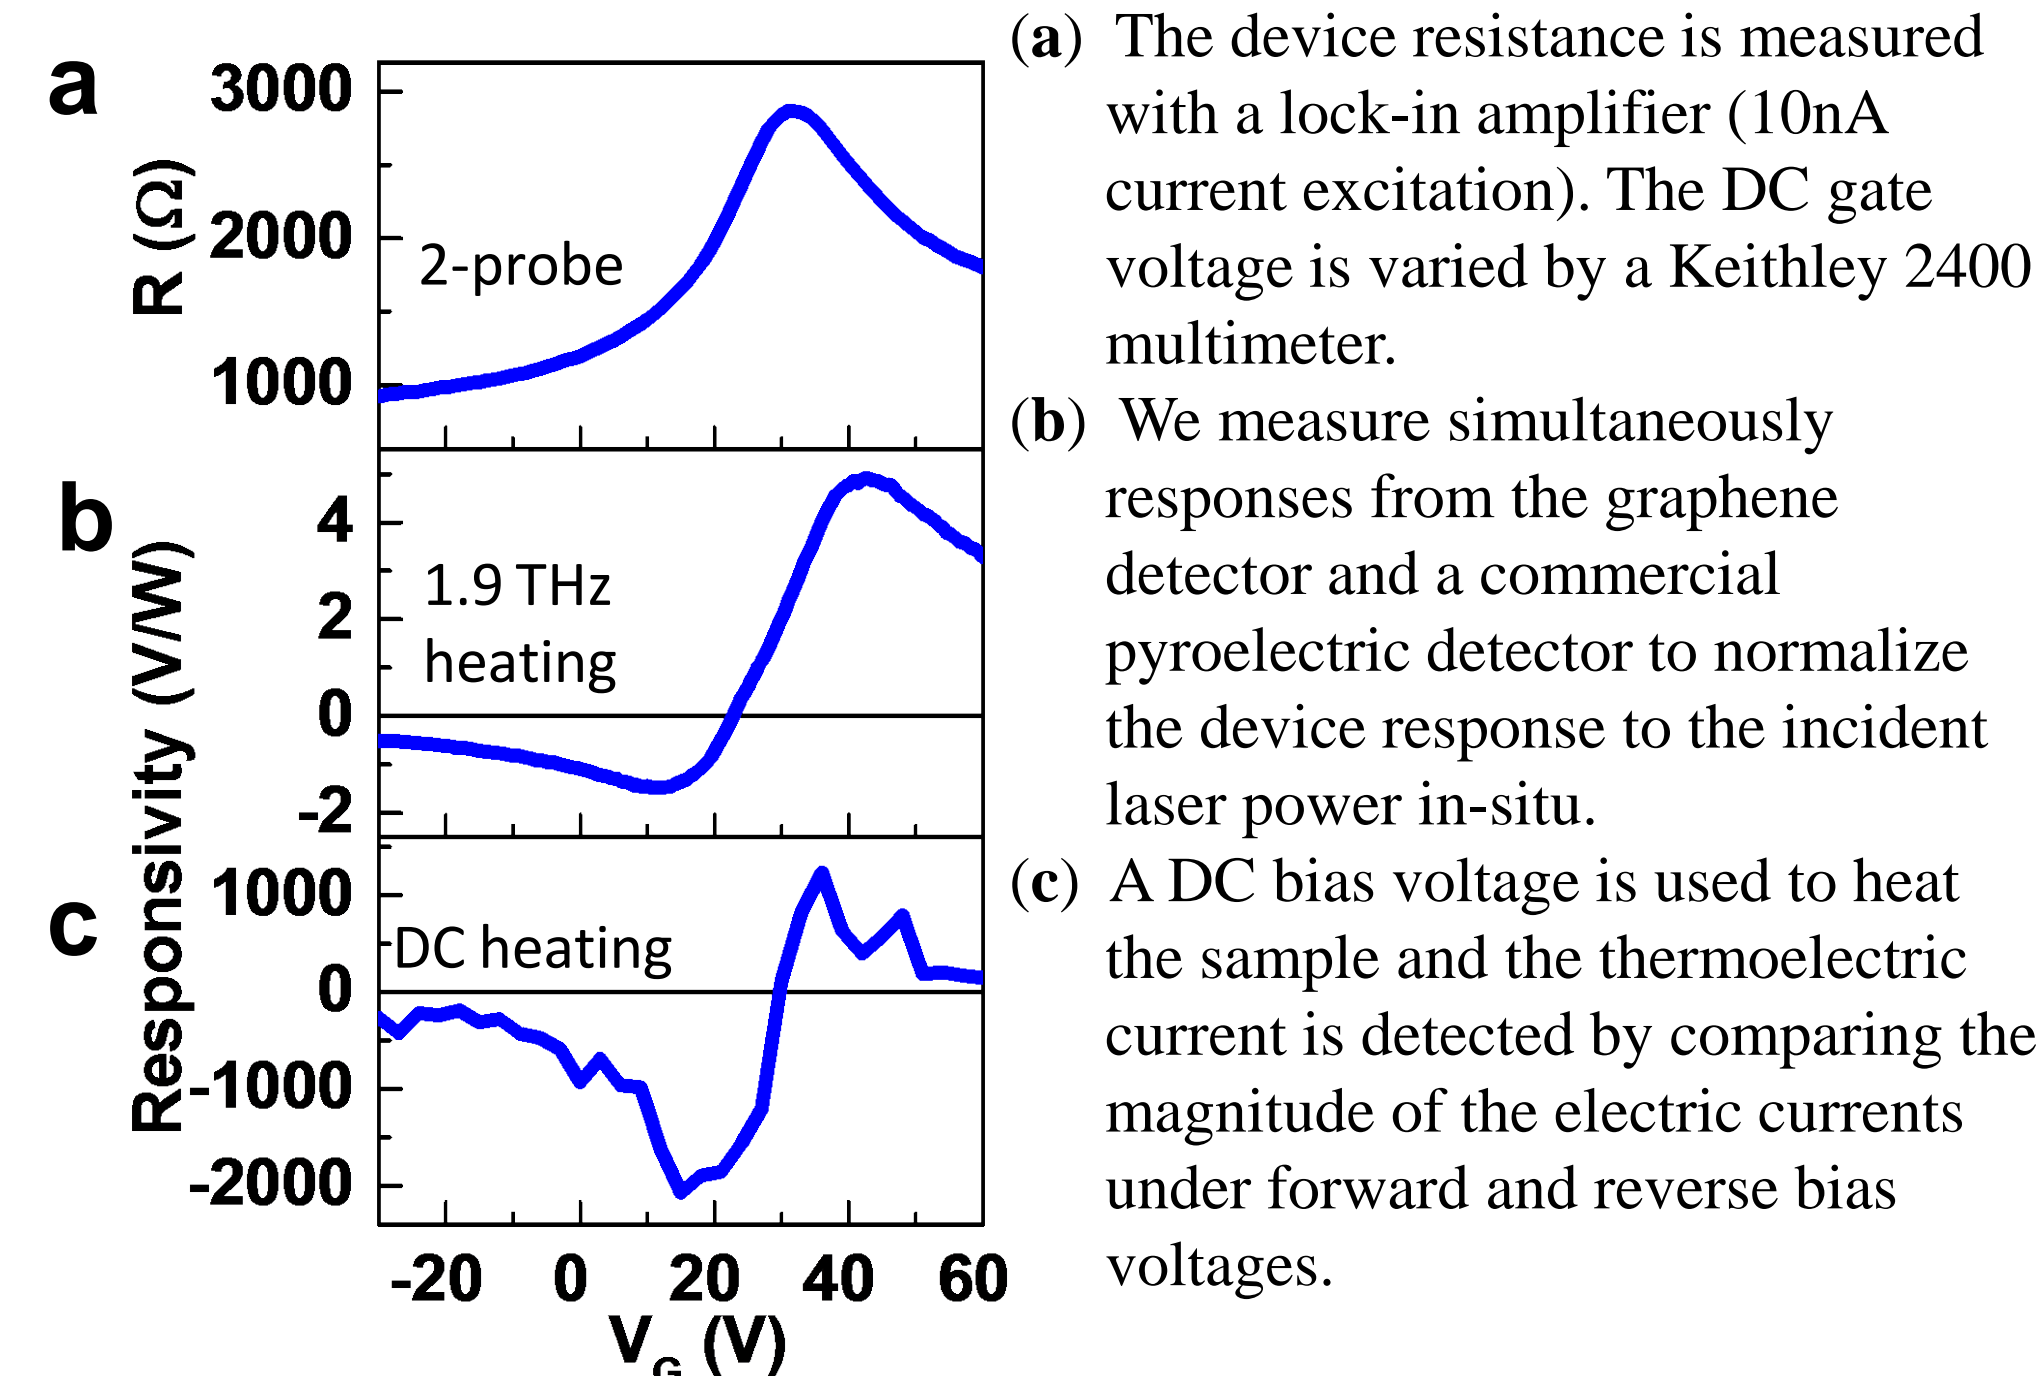 a
3000
2000
1000
R (Ω)
2-probe
b
4
2
0
-2
1.9 THz
heating
Responsivity (V/W)
c
1000
0
-1000
-2000
DC heating
-20 0 20 40 60
V_G (V)
(a) The device resistance is measured
with a lock-in amplifier (10nA
current excitation). The DC gate
voltage is varied by a Keithley 2400
multimeter.
(b) We measure simultaneously
responses from the graphene
detector and a commercial
pyroelectric detector to normalize
the device response to the incident
laser power in-situ.
(c) A DC bias voltage is used to heat
the sample and the thermoelectric
current is detected by comparing the
magnitude of the electric currents
under forward and reverse bias
voltages.